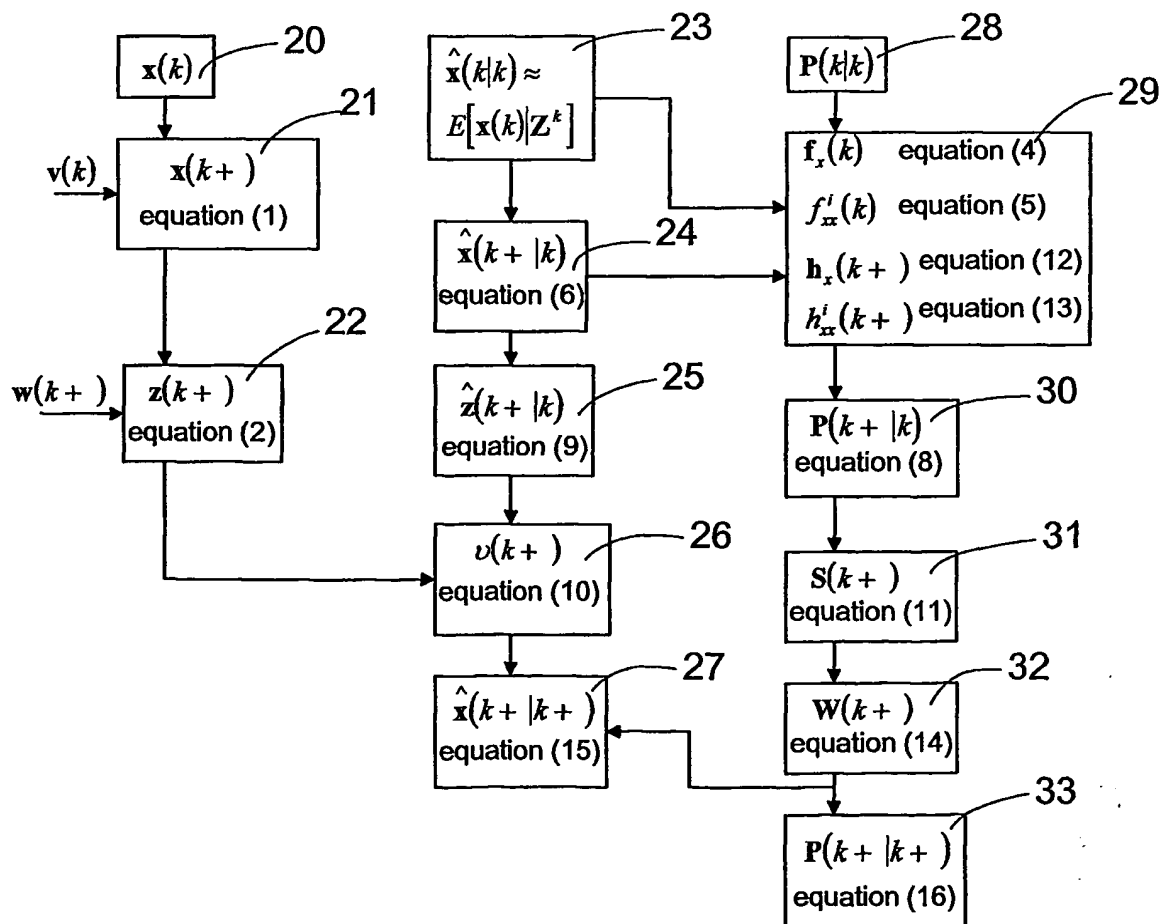 20
x(k)
21
v(k)
x(k+ )
equation (1)
22
w(k+ )
z(k+ )
equation (2)
23
x̂(k|k) ≈
E[x(k)|Z^k]
24
x̂(k+ |k)
equation (6)
25
ẑ(k+ |k)
equation (9)
26
υ(k+ )
equation (10)
27
x̂(k+ |k+ )
equation (15)
28
P(k|k)
29
f_x(k) equation (4)
f^i_xx(k) equation (5)
h_x(k+ ) equation (12)
h^i_xx(k+ ) equation (13)
30
P(k+ |k)
equation (8)
31
S(k+ )
equation (11)
32
W(k+ )
equation (14)
33
P(k+ |k+ )
equation (16)